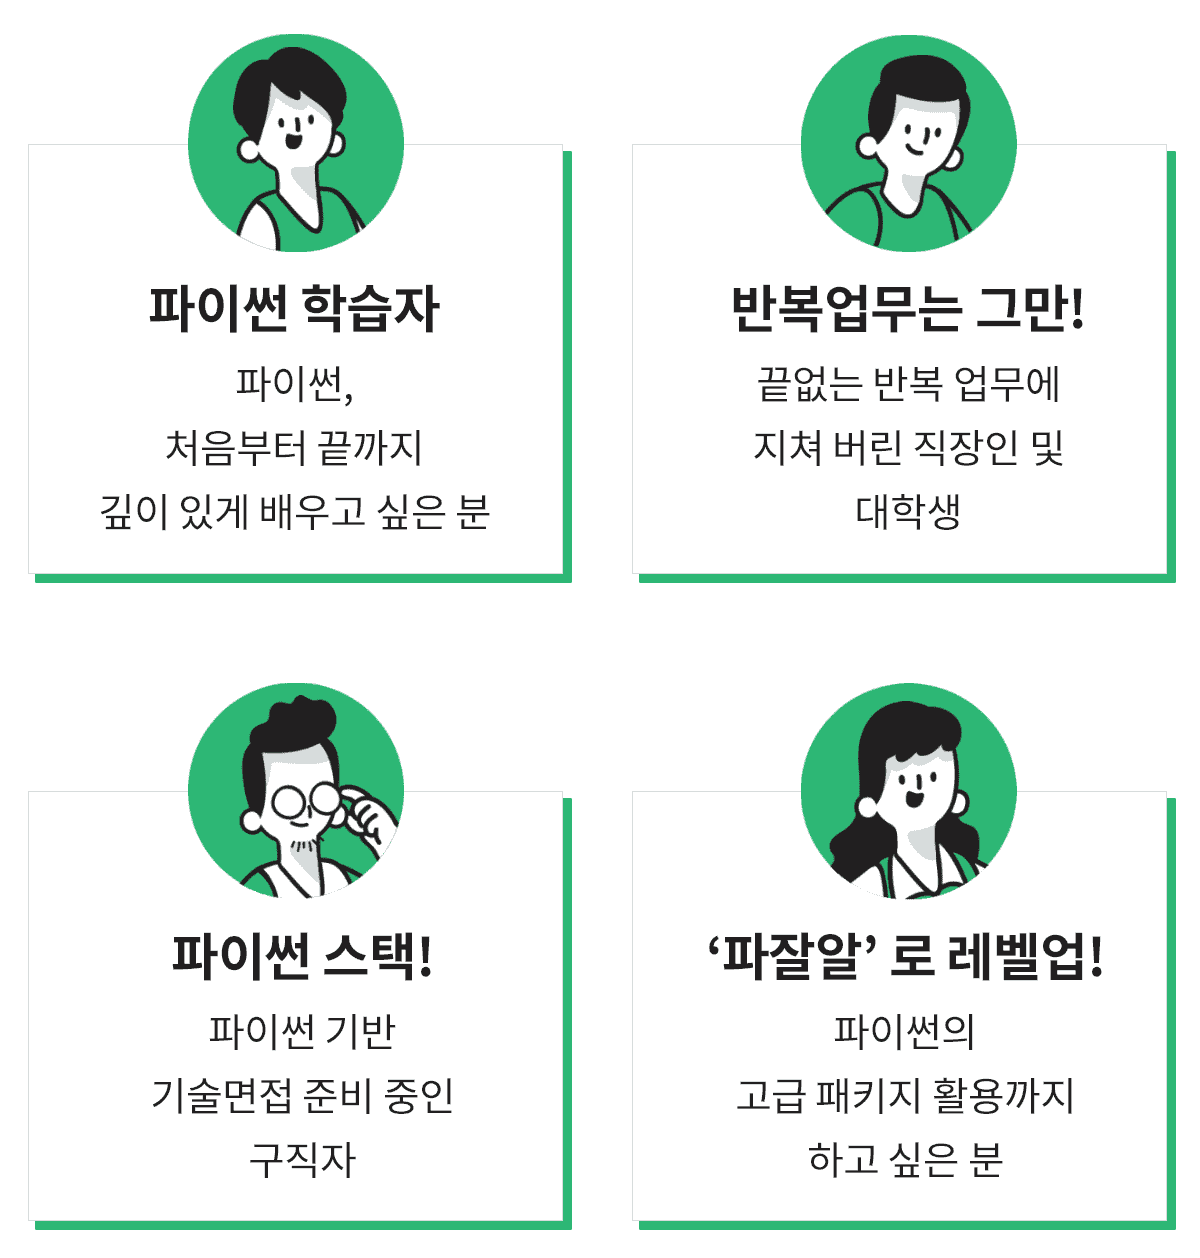 파이썬 학습자
파이썬,
처음부터 끝까지
깊이 있게 배우고 싶은 분
반복업무는 그만!
끝없는 반복 업무에
지쳐 버린 직장인 및
대학생
파이썬 스택!
파이썬 기반
기술면접 준비 중인
구직자
‘파잘알’ 로 레벨업!
파이썬의
고급 패키지 활용까지
하고 싶은 분